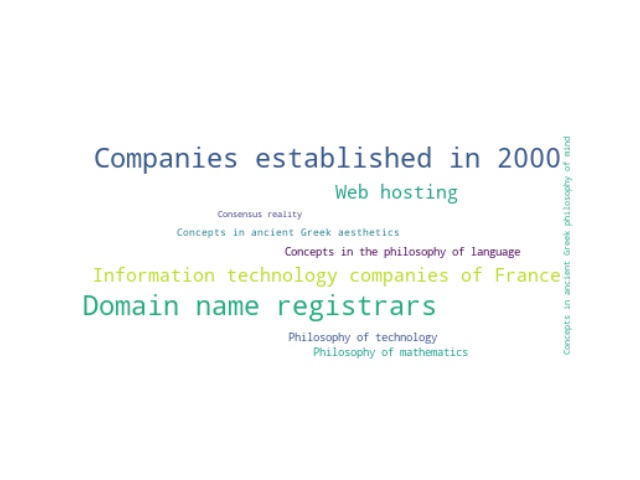 Companies established in 2000
Web hosting
Consensus reality
Concepts in ancient Greek aesthetics
Concepts in the philosophy of language
Information technology companies of France
Domain name registrars
Philosophy of technology
Philosophy of mathematics
Concepts in ancient Greek philosophy of mind